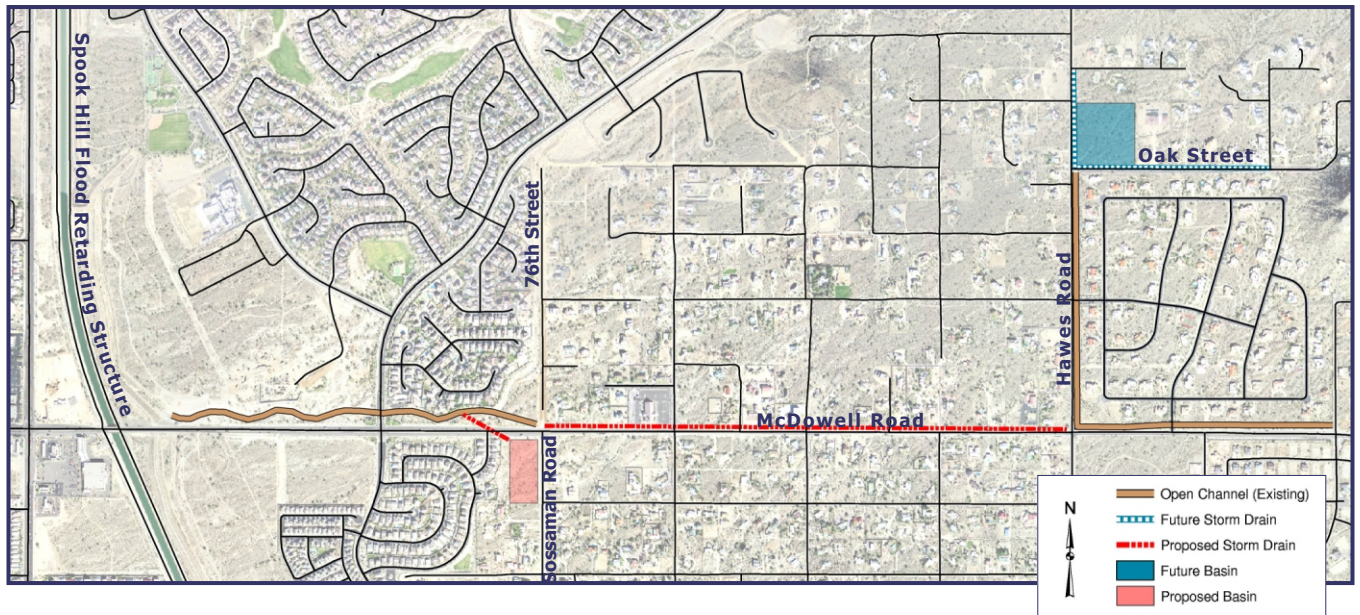 Spook Hill Flood Retarding Structure
76th Street
Oak Street
Hawes Road
McDowell Road
Sossaman Road
N
Open Channel (Existing)
Future Storm Drain
Proposed Storm Drain
Future Basin
Proposed Basin